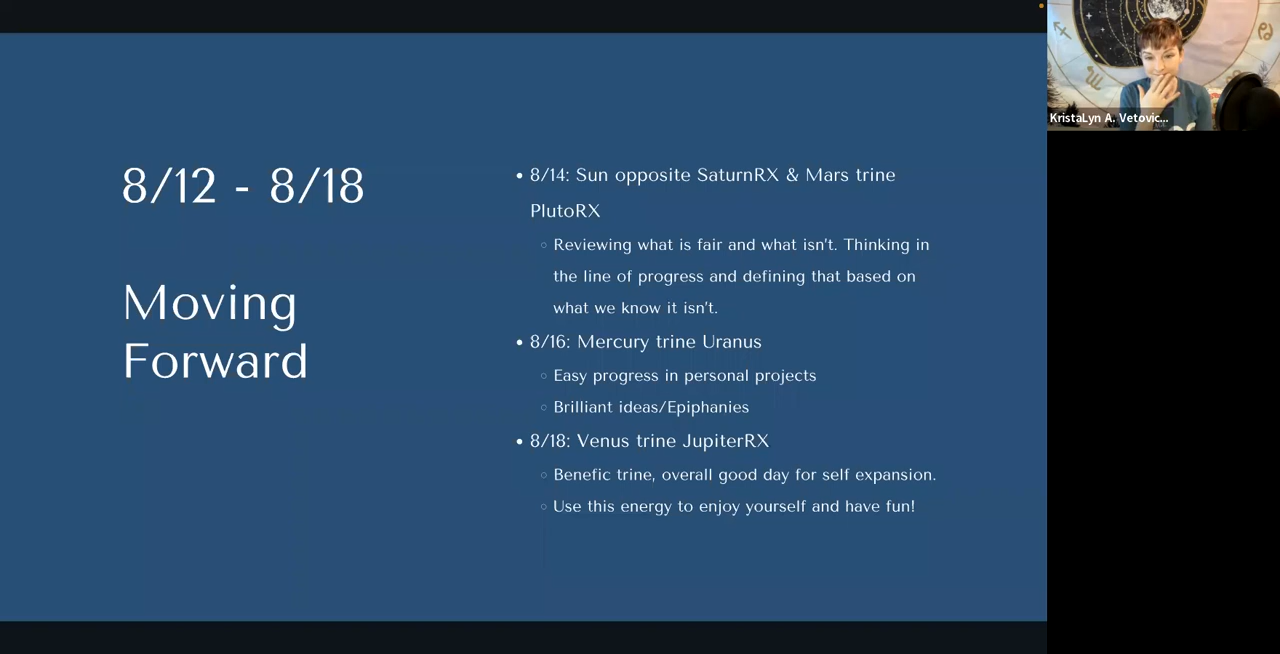 8/12 - 8/18
Moving
Forward
• 8/14: Sun opposite SaturnRX & Mars trine
PlutoRX
◦ Reviewing what is fair and what isn't. Thinking in
the line of progress and defining that based on
what we know it isn't.
• 8/16: Mercury trine Uranus
◦ Easy progress in personal projects
◦ Brilliant ideas/Epiphanies
• 8/18: Venus trine JupiterRX
◦ Benefic trine, overall good day for self expansion.
◦ Use this energy to enjoy yourself and have fun!
KristaLyn A. Vetovic...